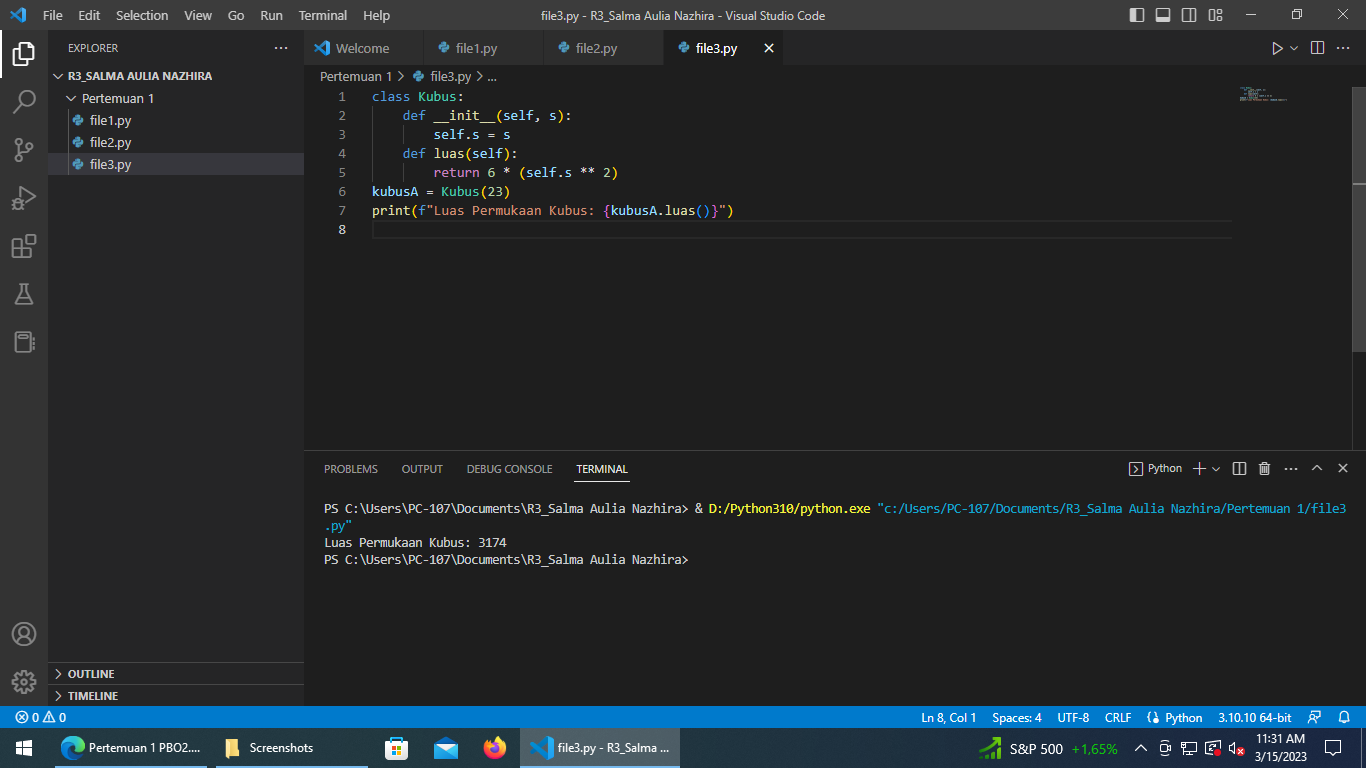 File Edit Selection View Go Run Terminal Help file3.py - R3_Salma Aulia Nazhira - Visual Studio Code
EXPLORER
R3_SALMA AULIA NAZHIRA
Pertemuan 1
file1.py
file2.py
file3.py
OUTLINE
TIMELINE
Welcome file1.py file2.py file3.py
Pertemuan 1 > file3.py > ...
1 class Kubus:
2 def __init__(self, s):
3 self.s = s
4 def luas(self):
5 return 6 * (self.s ** 2)
6 kubusA = Kubus(23)
7 print(f"Luas Permukaan Kubus: {kubusA.luas()}")
8
PROBLEMS OUTPUT DEBUG CONSOLE TERMINAL Python
PS C:\Users\PC-107\Documents\R3_Salma Aulia Nazhira> & D:/Python310/python.exe "c:/Users/PC-107/Documents/R3_Salma Aulia Nazhira/Pertemuan 1/file3
.py"
Luas Permukaan Kubus: 3174
PS C:\Users\PC-107\Documents\R3_Salma Aulia Nazhira>
0 0 Ln 8, Col 1 Spaces: 4 UTF-8 CRLF Python 3.10.10 64-bit
Pertemuan 1 PBO2.... Screenshots file3.py - R3_Salma ... S&P 500 +1,65% 11:31 AM
3/15/2023